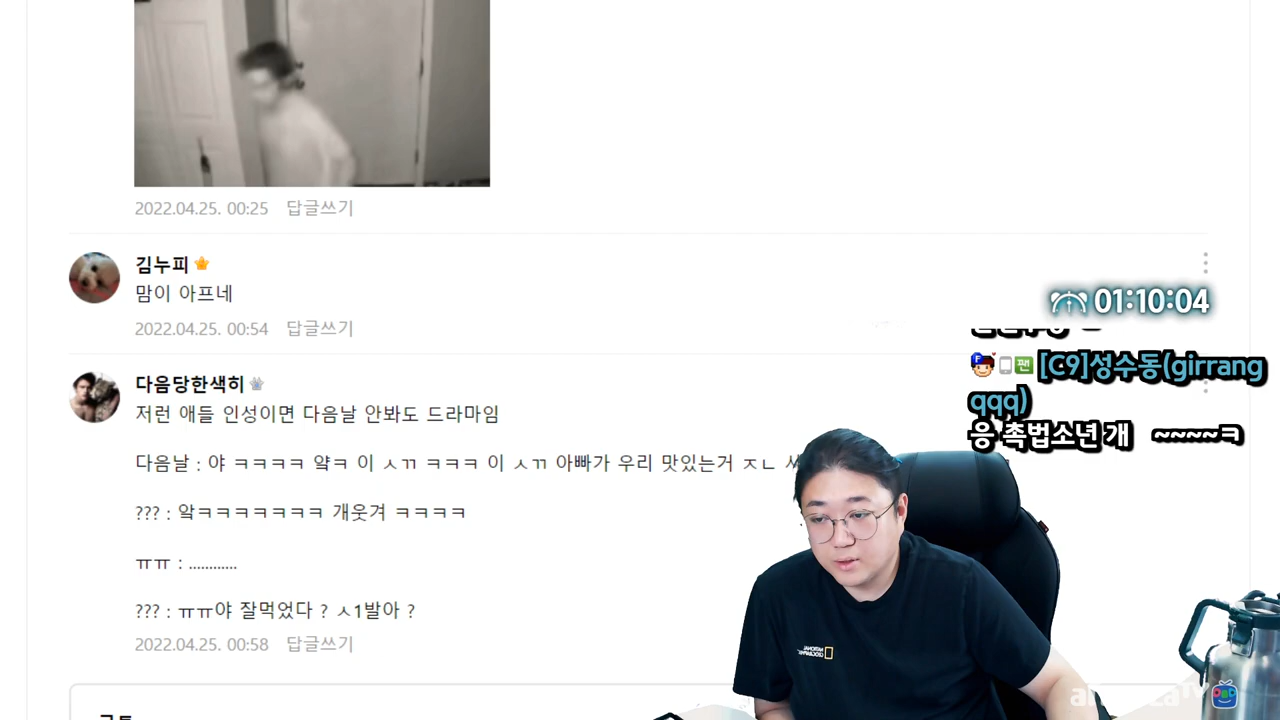 2022.04.25. 00:25 답글쓰기
김누피
맘이 아프네
2022.04.25. 00:54 답글쓰기
01:10:04
[C9]성수동(girrang
qqq)
응 촉법소년 개 ~~~~ㅋ
다음당한색히
저런 애들 인성이면 다음날 안봐도 드라마임
다음날 : 야 ㅋㅋㅋㅋ 얔ㅋ 이 ㅅㄲ ㅋㅋㅋ 이 ㅅㄲ 아빠가 우리 맛있는거 ㅈㄴ
??? : 앜ㅋㅋㅋㅋㅋㅋㅋ 개웃겨 ㅋㅋㅋㅋ
ㅠㅠ : ............
??? : ㅠㅠ야 잘먹었다 ? ㅅ1발아 ?
2022.04.25. 00:58 답글쓰기
NATIONAL
GEOGRAPHIC